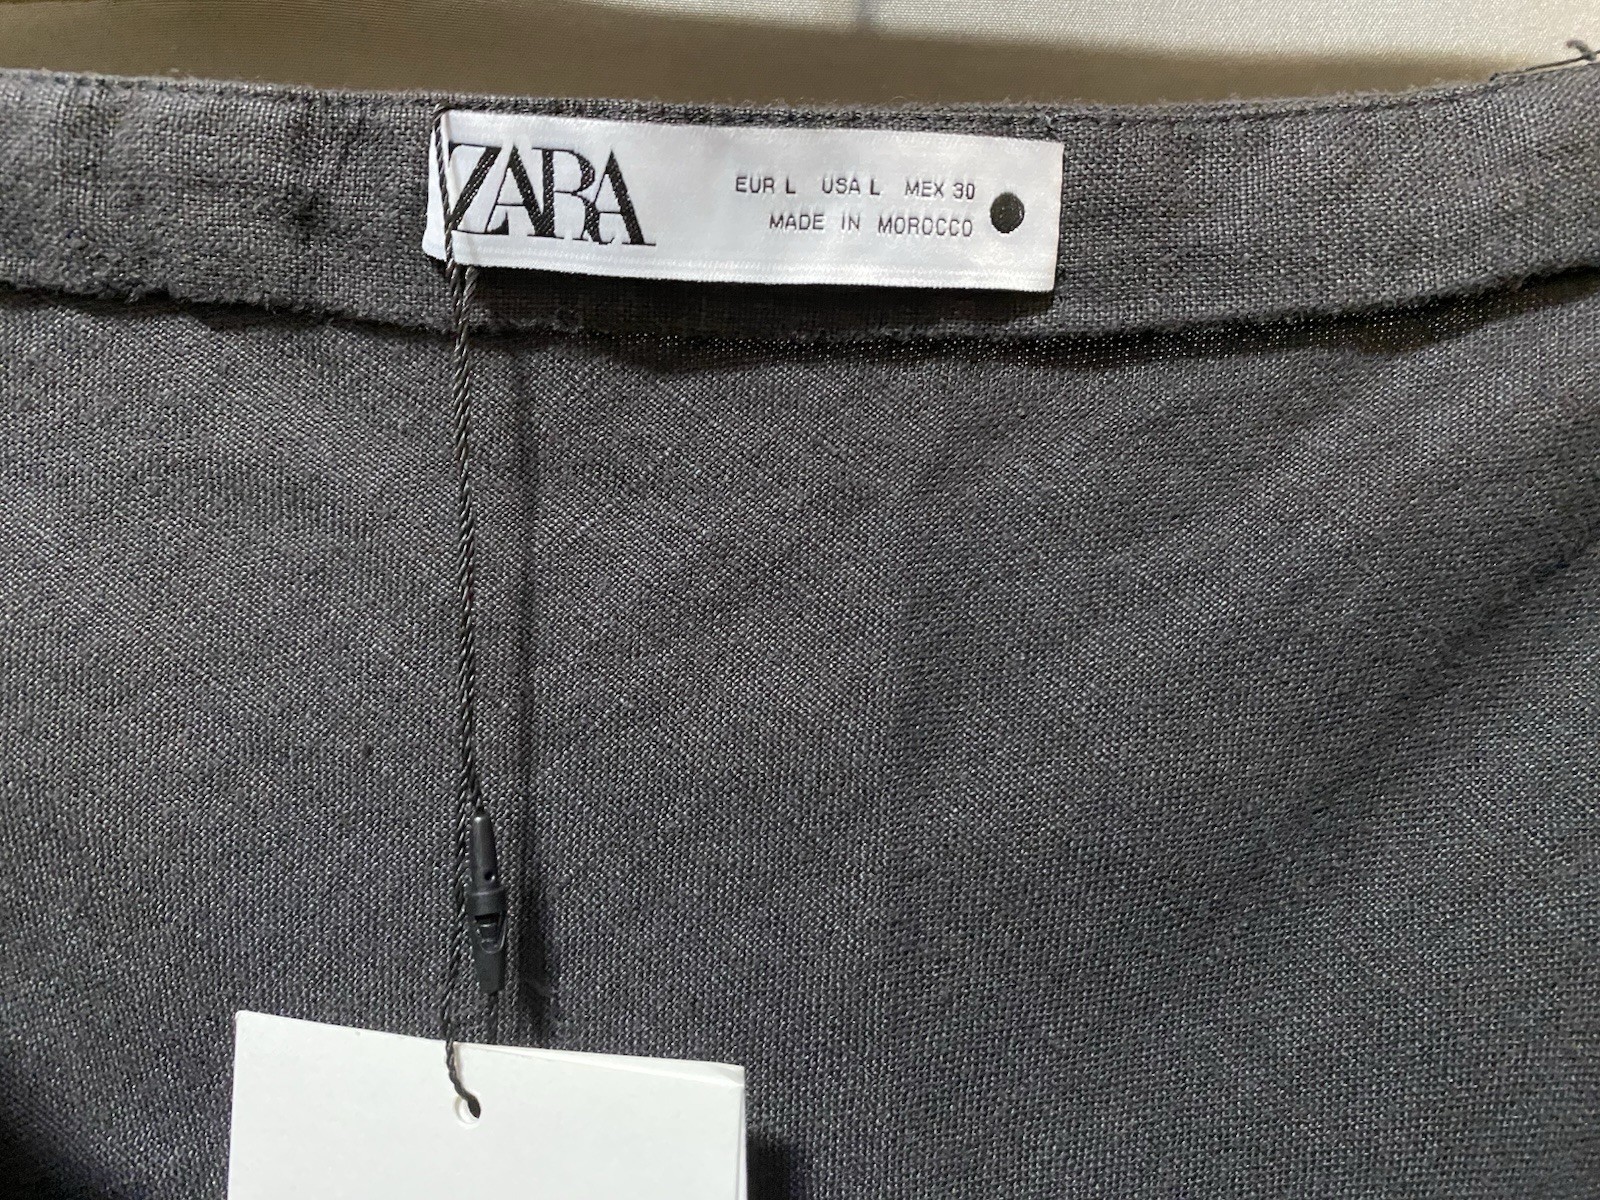 ZARA
EUR L USA L MEX 30
MADE IN MOROCCO